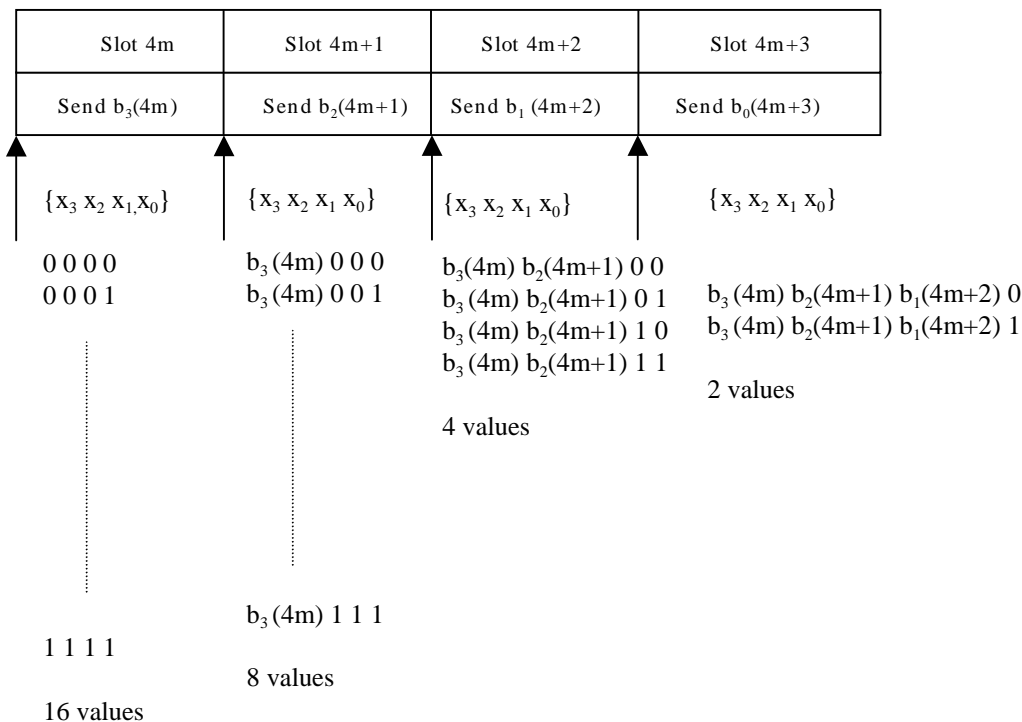 Slot 4m Slot 4m+1 Slot 4m+2 Slot 4m+3
Send b₃(4m) Send b₂(4m+1) Send b₁ (4m+2) Send b₀(4m+3)
{x₃ x₂ x₁,x₀} {x₃ x₂ x₁ x₀} {x₃ x₂ x₁ x₀} {x₃ x₂ x₁ x₀}
0 0 0 0
0 0 0 1
1 1 1 1
16 values
b₃(4m) 0 0 0
b₃(4m) 0 0 1
b₃(4m) 1 1 1
8 values
b₃(4m) b₂(4m+1) 0 0
b₃(4m) b₂(4m+1) 0 1
b₃(4m) b₂(4m+1) 1 0
b₃(4m) b₂(4m+1) 1 1
4 values
b₃(4m) b₂(4m+1) b₁(4m+2) 0
b₃(4m) b₂(4m+1) b₁(4m+2) 1
2 values